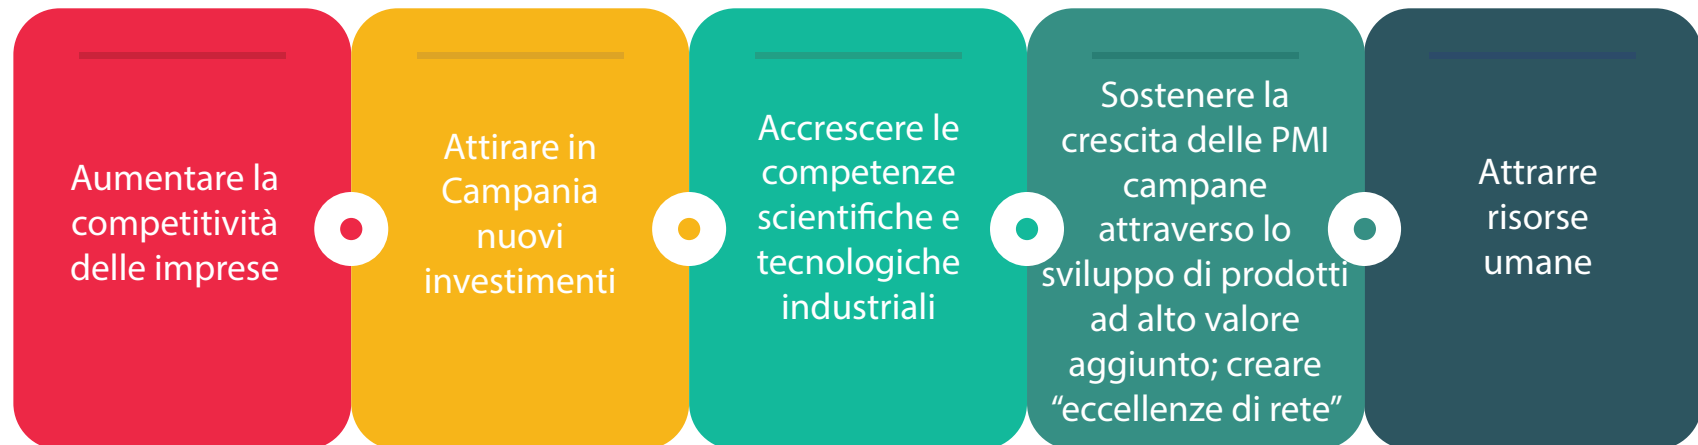 Aumentare la
competitività
delle imprese
Attirare in
Campania
nuovi
investimenti
Accrescere le
competenze
scientifiche e
tecnologiche
industriali
Sostenere la
crescita delle PMI
campane
attraverso lo
sviluppo di prodotti
ad alto valore
aggiunto; creare
“eccellenze di rete”
Attrarre
risorse
umane